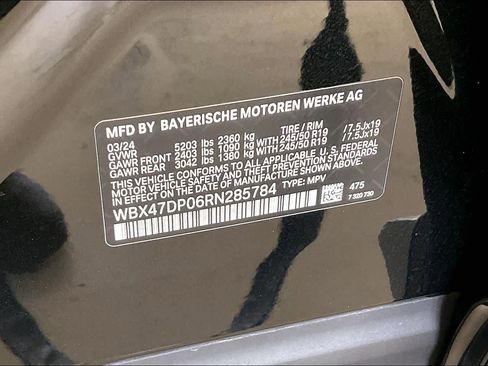 MFD BY BAYERISCHE MOTOREN WERKE AG
03/24 5203 lbs 2360 kg TIRE / RIM
GVWR
GAWR FRONT 2403 lbs 1090 kg ** 245/50 R19 / 7.5Jx19
GAWR REAR 3042 lbs 1380 kg ** 245/50 R19 / 7.5Jx19
THIS VEHICLE CONFORMS TO ALL APPLICABLE U. S. FEDERAL
MOTOR VEHICLE SAFETY AND THEFT PREVENTION STANDARDS
IN EFFECT ON THE DATE OF MANUFACTURE SHOWN ABOVE.
WBX47DP06RN285784 TYPE: MPV
475
7 320 730